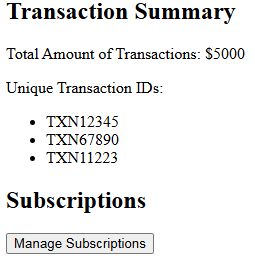 Transaction Summary
Total Amount of Transactions: $5000
Unique Transaction IDs:
TXN12345
TXN67890
TXN11223
Subscriptions
Manage Subscriptions